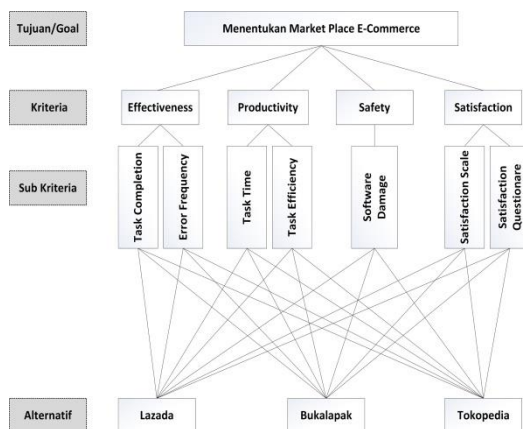 Tujuan/Goal
Menentukan Market Place E-Commerce
Kriteria
Effectiveness
Productivity
Safety
Satisfaction
Sub Kriteria
Task Completion
Error Frequency
Task Time
Task Efficiency
Software
Damage
Satisfaction Scale
Satisfaction
Questionare
Alternatif
Lazada
Bukalapak
Tokopedia